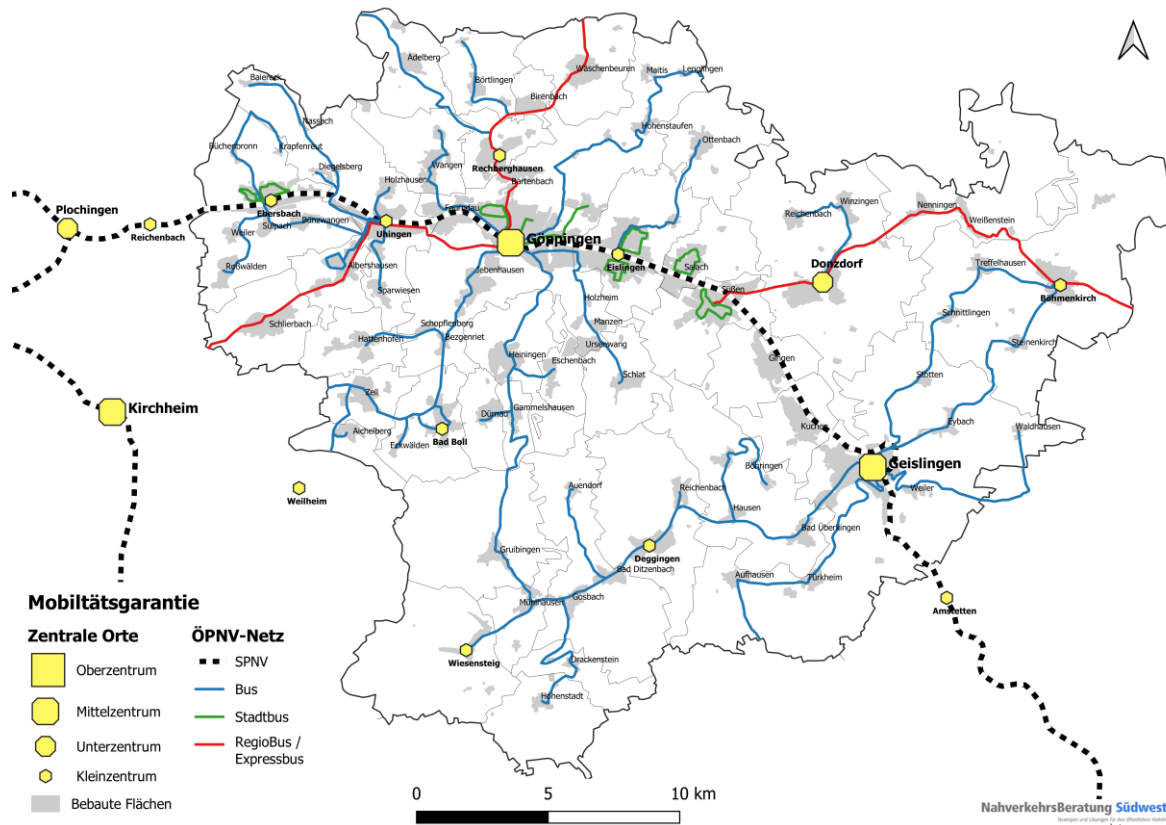 Adelberg
Wäschenbeuren
Maitis
Lenglingen
Baiereck
Börtlingen
Birenbach
Nassach
Hohenstaufen
Ottenbach
Büchenbronn
Krapfenreut
Diegelsberg
Wangen
Rechberghausen
Holzhausen
Bartenbach
Plochingen
Reichenbach
Ebersbach
Sulpach
Bünzwangen
Uhingen
Faurndau
Göppingen
Eislingen
Salach
Süßen
Reichenbach
Winzingen
Nenningen
Weißenstein
Donzdorf
Treffelhausen
Böhmenkirch
Weiler
Roßwälden
Albershausen
Sparwiesen
Jebenhausen
Holzheim
Manzen
Ursenwang
Schlat
Schlierbach
Hattenhofen
Schopflenberg
Bezgenriet
Heiningen
Eschenbach
Gingen
Schnittlingen
Steinenkirch
Stötten
Kirchheim
Zell
Aichelberg
Eckwälden
Bad Boll
Dürnau
Gammelshausen
Kuchen
Eybach
Waldhausen
Geislingen
Weiler
Weilheim
Auendorf
Reichenbach
Böhringen
Hausen
Bad Überkingen
Gruibingen
Deggingen
Bad Ditzenbach
Gosbach
Mühlhausen
Aufhausen
Türkheim
Amstetten
Wiesensteig
Drackenstein
Hohenstadt
Mobiltätsgarantie
Zentrale Orte
Oberzentrum
Mittelzentrum
Unterzentrum
Kleinzentrum
Bebaute Flächen
ÖPNV-Netz
SPNV
Bus
Stadtbus
RegioBus /
Expressbus
0 5 10 km
NahverkehrsBeratung Südwest